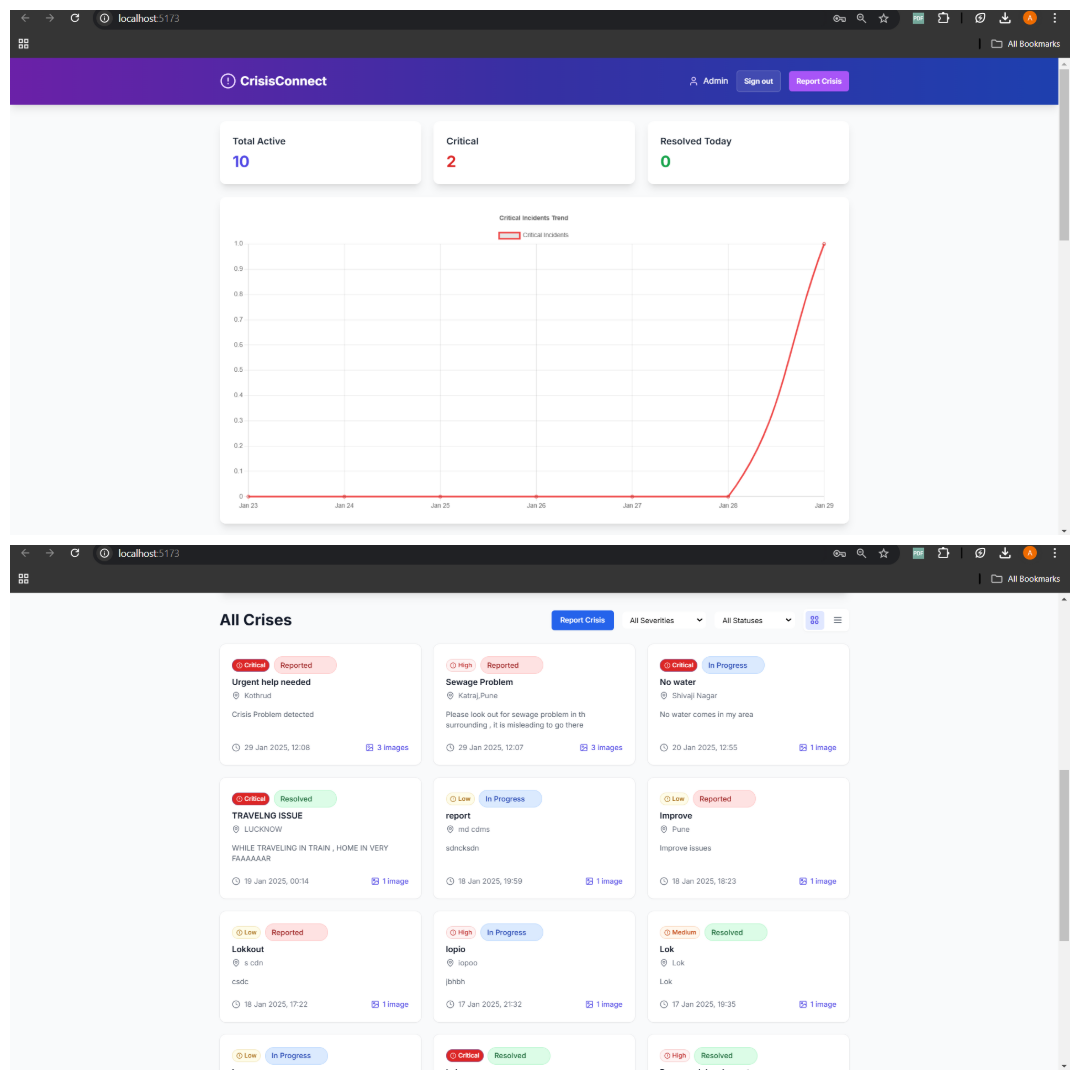 localhost:5173
All Bookmarks
CrisisConnect
Admin
Sign out
Report Crisis
Total Active
10
Critical
2
Resolved Today
0
Critical Incidents Trend
Critical Incidents
1.0
0.9
0.8
0.7
0.6
0.5
0.4
0.3
0.2
0.1
0
Jan 23 Jan 24 Jan 25 Jan 26 Jan 27 Jan 28 Jan 29
localhost:5173
All Bookmarks
All Crises
Report Crisis
All Severities
All Statuses
Critical Reported
Urgent help needed
Kothrud
Crisis Problem detected
29 Jan 2025, 12:08 3 images
High Reported
Sewage Problem
Katraj,Pune
Please look out for sewage problem in th
surrounding , it is misleading to go there
29 Jan 2025, 12:07 3 images
Critical In Progress
No water
Shivaji Nagar
No water comes in my area
20 Jan 2025, 12:55 1 image
Critical Resolved
TRAVELNG ISSUE
LUCKNOW
WHILE TRAVELING IN TRAIN , HOME IN VERY
FAAAAAAR
19 Jan 2025, 00:14 1 image
Low In Progress
report
md cdms
sdncksdn
18 Jan 2025, 19:59 1 image
Low Reported
Improve
Pune
Improve issues
18 Jan 2025, 18:23 1 image
Low Reported
Lokkout
s cdn
csdc
18 Jan 2025, 17:22 1 image
High In Progress
iopio
iopoo
jbhbh
17 Jan 2025, 21:32 1 image
Medium Resolved
Lok
Lok
Lok
17 Jan 2025, 19:35 1 image
Low In Progress
Critical Resolved
High Resolved